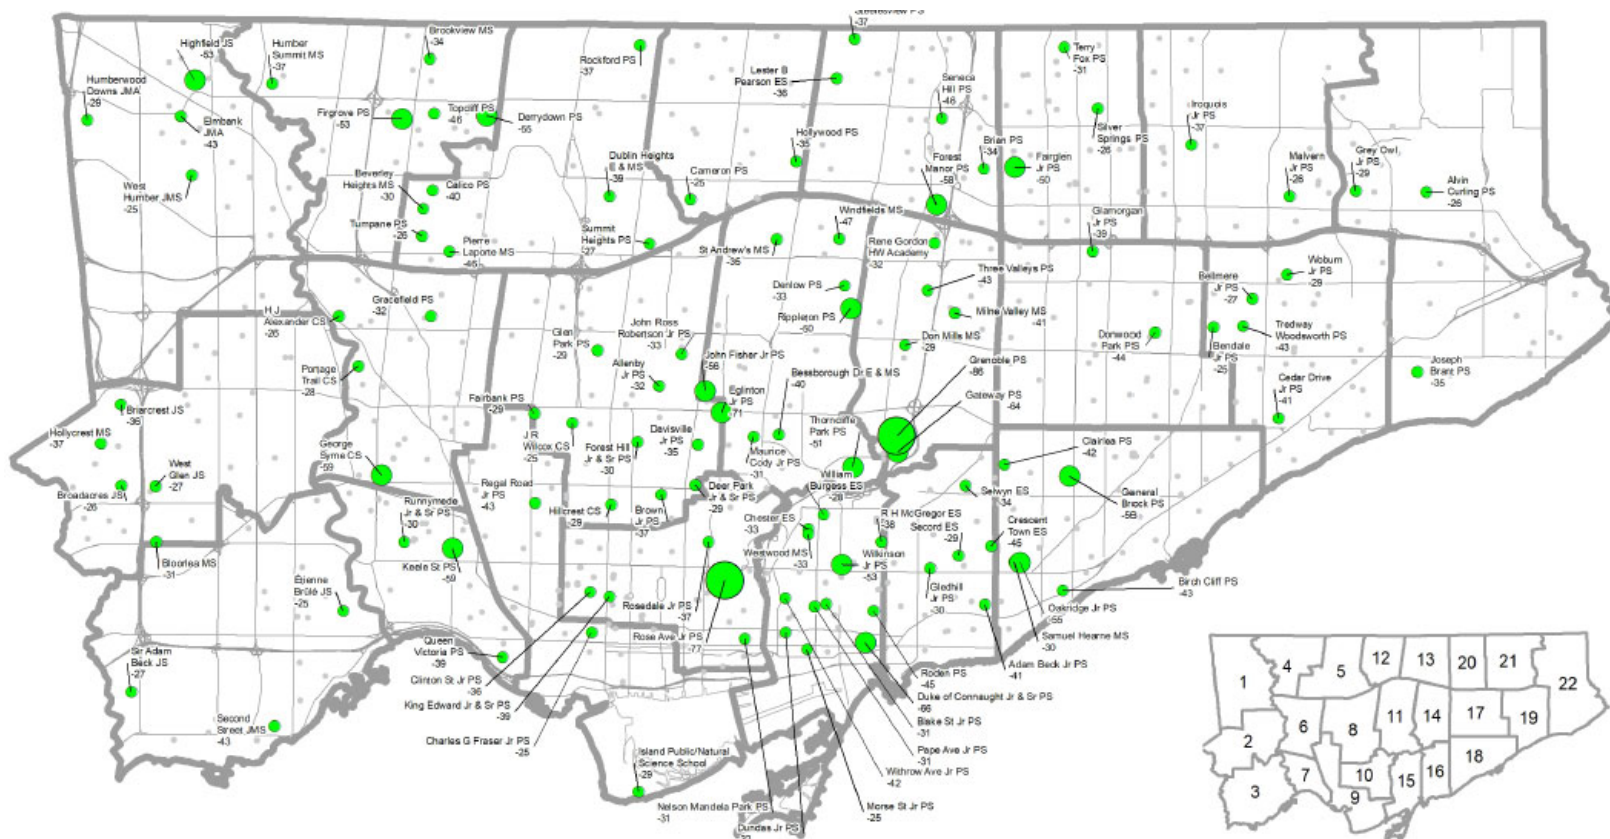 -37
Highfield JS
-53
Humber
Summit MS
-37
Brookview MS
-34
Rockford PS
-37
Lester B
Pearson ES
-36
Seneca
Hill PS
-46
Terry
Fox PS
-31
Humberwood
Downs JMA
-29
Elmbank
JMA
-43
Firgrove PS
-53
Topcliff PS
-46
Derrydown PS
-55
Hollywood PS
-35
Brian PS
-34
Silver
Springs PS
-26
Iroquois
Jr PS
-37
West
Humber JMS
-25
Beverley
Heights MS
-30
Calico PS
-40
Dublin Heights
E & MS
-39
Cameron PS
-25
Forest
Manor PS
-58
Fairglen
Jr PS
-50
Malvern
Jr PS
-26
Grey Owl
Jr PS
-29
Alvin
Curling PS
-26
Tumpane PS
-26
Pierre
Laporte MS
-46
Summit
Heights PS
-27
St Andrew's MS
-35
Windfields MS
-47
Rene Gordon
HW Academy
-32
Glamorgan
Jr PS
-39
Three Valleys PS
-43
Bellmere
Jr PS
-27
Woburn
Jr PS
-29
H J
Alexander CS
-26
Gracefield PS
-32
Glen
Park PS
-29
John Ross
Robertson Jr PS
-33
Denlow PS
-33
Rippleton PS
-50
Milne Valley MS
-41
Don Mills MS
-29
Donwood
Park PS
-44
Bendale
Jr PS
-25
Tredway
Woodsworth PS
-43
Portage
Trail CS
-28
Allenby
Jr PS
-32
John Fisher Jr PS
-56
Bessborough Dr E & MS
-40
Grenoble PS
-86
Gateway PS
-64
Cedar Drive
Jr PS
-41
Joseph
Brant PS
-35
Briarcrest JS
-36
Hollycrest MS
-37
Fairbank PS
-29
J R
Wilcox CS
-25
Eglinton
Jr PS
-71
Thorncliffe
Park PS
-51
George
Syme CS
-59
Forest Hill
Jr & Sr PS
-30
Davisville
Jr PS
-35
Maurice
Cody Jr PS
-31
Clairlea PS
-42
West
Glen JS
-27
Broadacres JS
-26
Runnymede
Jr & Sr PS
-30
Regal Road
Jr PS
-43
Hillcrest CS
-29
Brown
Jr PS
-37
Deer Park
Jr & Sr PS
-29
William
Burgess ES
-28
Selwyn ES
-34
General
Brock PS
Chester ES
-33
R H McGregor ES
-38
Secord ES
-29
Crescent
Town ES
-45
Bloorlea MS
-31
Keele St PS
-59
Westwood MS
-33
Wilkinson
Jr PS
-53
Gledhill
Jr PS
-30
Birch Cliff PS
-43
Étienne
Brûlé JS
-25
Rosedale Jr PS
-37
Rose Ave Jr PS
-77
Oakridge Jr PS
-55
Samuel Hearne MS
-30
Sir Adam
Beck JS
-27
Queen
Victoria PS
-39
Clinton St Jr PS
-36
King Edward Jr & Sr PS
-39
Charles G Fraser Jr PS
-25
Adam Beck Jr PS
-41
Roden PS
-45
Duke of Connaught Jr & Sr PS
-66
Blake St Jr PS
-31
Pape Ave Jr PS
-31
Withrow Ave Jr PS
-42
Morse St Jr PS
-25
Second
Street JMS
-43
Island Public/Natural
Science School
-29
Nelson Mandela Park PS
-31
Dundas Jr PS
1
2
3
4
5
6
7
8
9
10
11
12
13
14
15
16
17
18
19
20
21
22